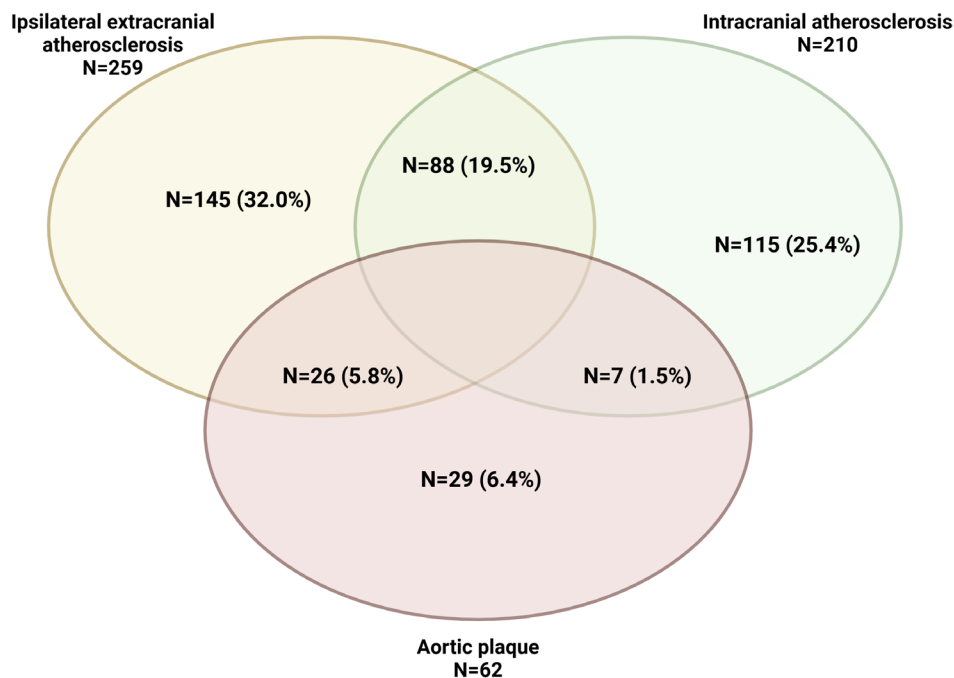 Ipsilateral extracranial
atherosclerosis
N=259
Intracranial atherosclerosis
N=210
N=88 (19.5%)
N=145 (32.0%)
N=115 (25.4%)
N=26 (5.8%)
N=7 (1.5%)
N=29 (6.4%)
Aortic plaque
N=62